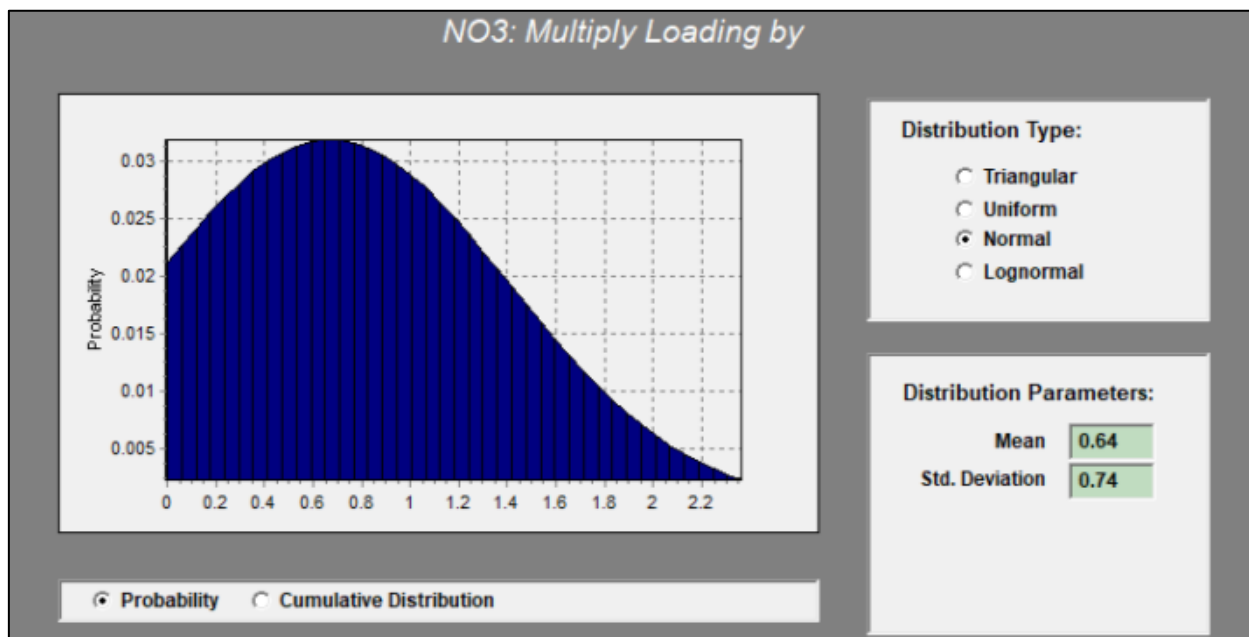 NO3: Multiply Loading by
Probability
0.03
0.025
0.02
0.015
0.01
0.005
0 0.2 0.4 0.6 0.8 1 1.2 1.4 1.6 1.8 2 2.2
Probability Cumulative Distribution
Distribution Type:
Triangular
Uniform
Normal
Lognormal
Distribution Parameters:
Mean 0.64
Std. Deviation 0.74